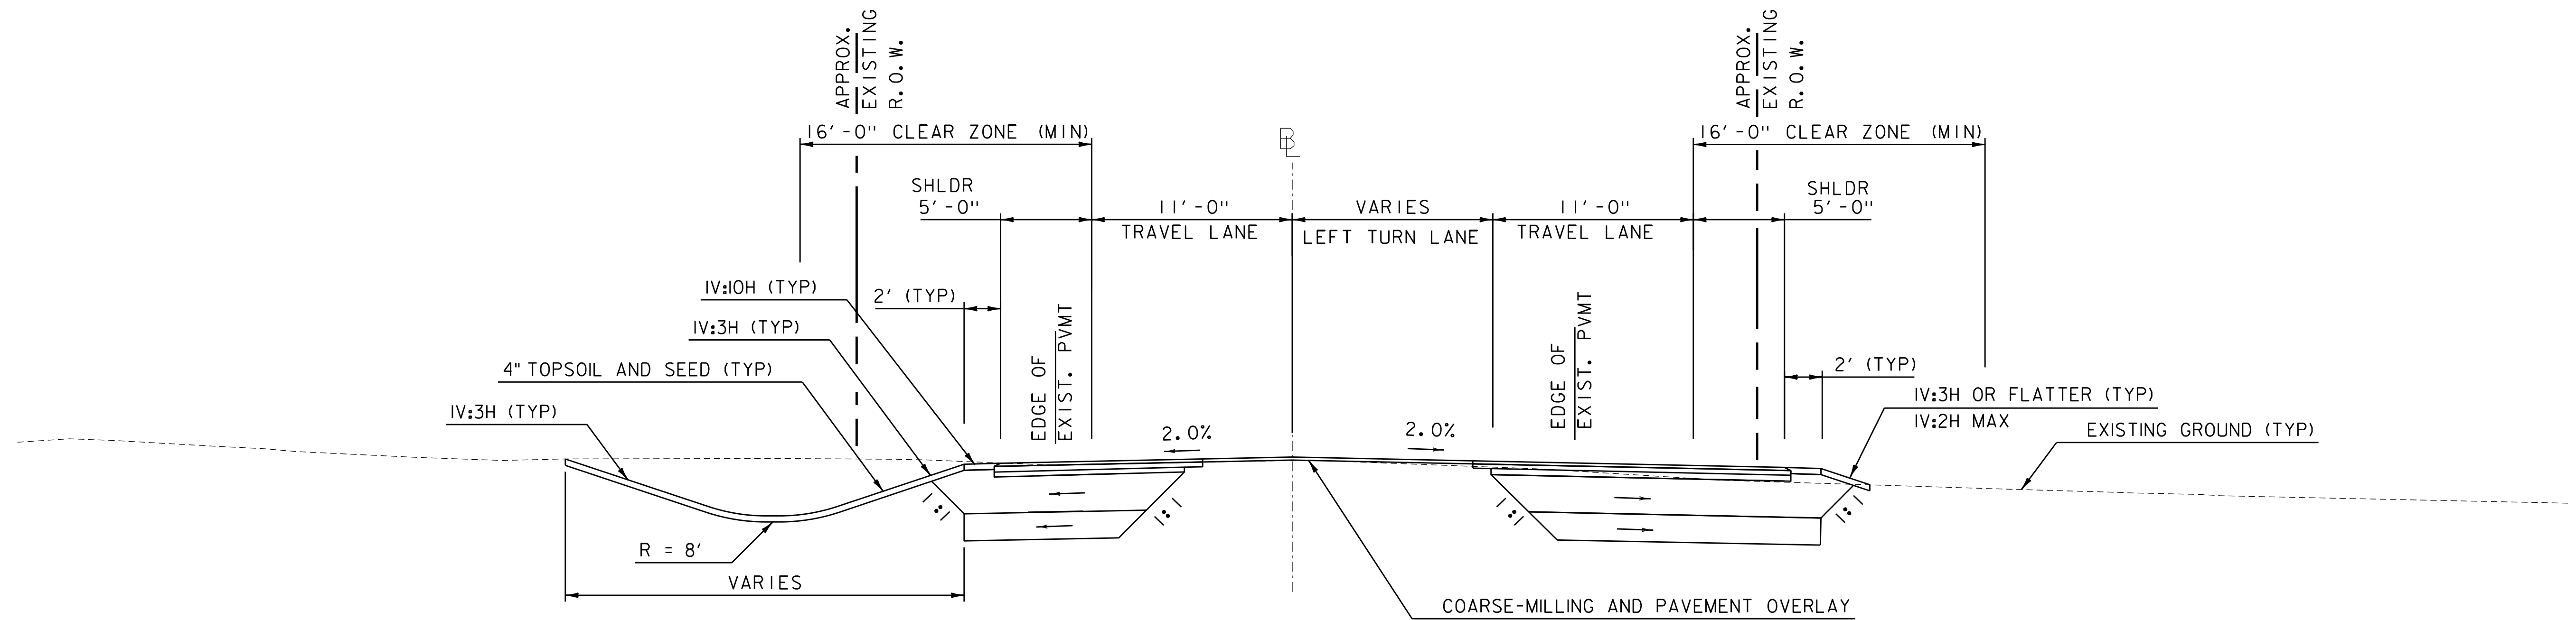 APPROX.
EXISTING
R.O.W.
APPROX.
EXISTING
R.O.W.
16'-0" CLEAR ZONE (MIN)
BL
16'-0" CLEAR ZONE (MIN)
SHLDR
5'-0"
11'-0"
TRAVEL LANE
VARIES
LEFT TURN LANE
11'-0"
TRAVEL LANE
SHLDR
5'-0"
1V:10H (TYP)
2' (TYP)
1V:3H (TYP)
EDGE OF
EXIST. PVMT
EDGE OF
EXIST. PVMT
4" TOPSOIL AND SEED (TYP)
2' (TYP)
1V:3H (TYP)
1V:3H OR FLATTER (TYP)
1V:2H MAX
2.0%
2.0%
EXISTING GROUND (TYP)
1:1
1:1
1:1
1:1
R = 8'
VARIES
COARSE-MILLING AND PAVEMENT OVERLAY